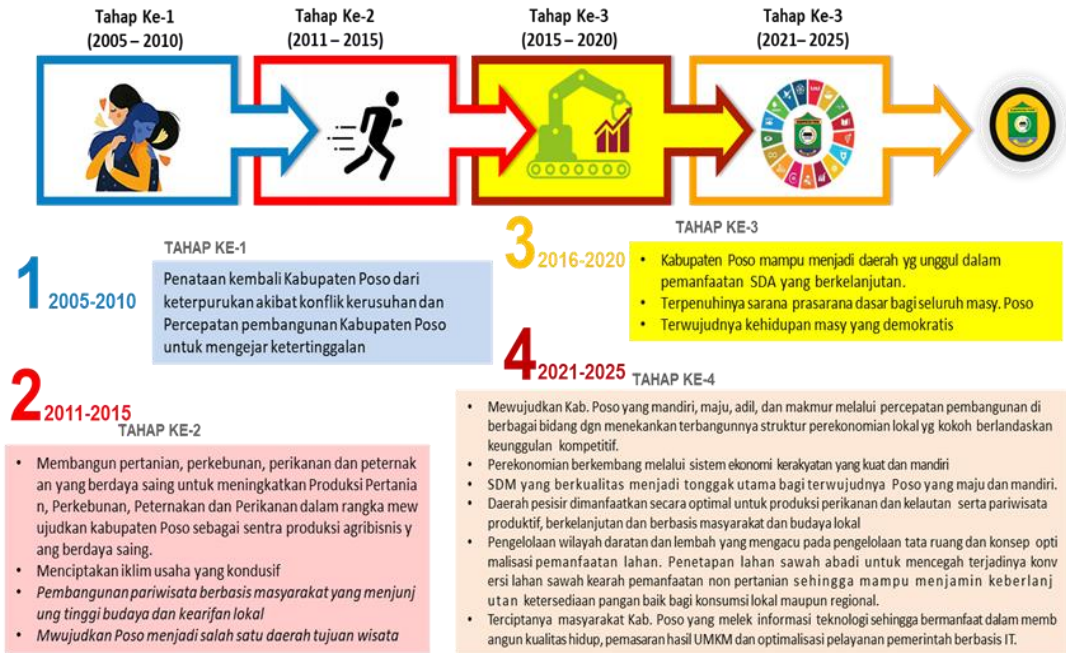 Tahap Ke-1
(2005 – 2010)
Tahap Ke-2
(2011 – 2015)
Tahap Ke-3
(2015 – 2020)
Tahap Ke-3
(2021– 2025)
TAHAP KE-1
1 2005-2010
Penataan kembali Kabupaten Poso dari
keterpurukan akibat konflik kerusuhan dan
Percepatan pembangunan Kabupaten Poso
untuk mengejar ketertinggalan
2 2011-2015
TAHAP KE-2
• Membangun pertanian, perkebunan, perikanan dan peternak
an yang berdaya saing untuk meningkatkan Produksi Pertania
n, Perkebunan, Peternakan dan Perikanan dalam rangka mew
ujudkan kabupaten Poso sebagai sentra produksi agribisnis y
ang berdaya saing.
• Menciptakan iklim usaha yang kondusif
• Pembangunan pariwisata berbasis masyarakat yang menjunj
ung tinggi budaya dan kearifan lokal
• Mwujudkan Poso menjadi salah satu daerah tujuan wisata
TAHAP KE-3
3 2016-2020
• Kabupaten Poso mampu menjadi daerah yg unggul dalam
pemanfaatan SDA yang berkelanjutan.
• Terpenuhinya sarana prasarana dasar bagi seluruh masy. Poso
• Terwujudnya kehidupan masy yang demokratis
4 2021-2025
TAHAP KE-4
• Mewujudkan Kab. Poso yang mandiri, maju, adil, dan makmur melalui percepatan pembangunan di
berbagai bidang dgn menekankan terbangunnya struktur perekonomian lokal yg kokoh berlandaskan
keunggulan kompetitif.
• Perekonomian berkembang melalui sistem ekonomi kerakyatan yang kuat dan mandiri
• SDM yang berkualitas menjadi tonggak utama bagi terwujudnya Poso yang maju dan mandiri.
• Daerah pesisir dimanfaatkan secara optimal untuk produksi perikanan dan kelautan serta pariwisata
produktif, berkelanjutan dan berbasis masyarakat dan budaya lokal
• Pengelolaan wilayah daratan dan lembah yang mengacu pada pengelolaan tata ruang dan konsep opti
malisasi pemanfaatan lahan. Penetapan lahan sawah abadi untuk mencegah terjadinya konv
ersi lahan sawah kearah pemanfaatan non pertanian sehingga mampu menjamin keberlanj
utan ketersediaan pangan baik bagi konsumsi lokal maupun regional.
• Terciptanya masyarakat Kab. Poso yang melek informasi teknologi sehingga bermanfaat dalam memb
angun kualitas hidup, pemasaran hasil UMKM dan optimalisasi pelayanan pemerintah berbasis IT.